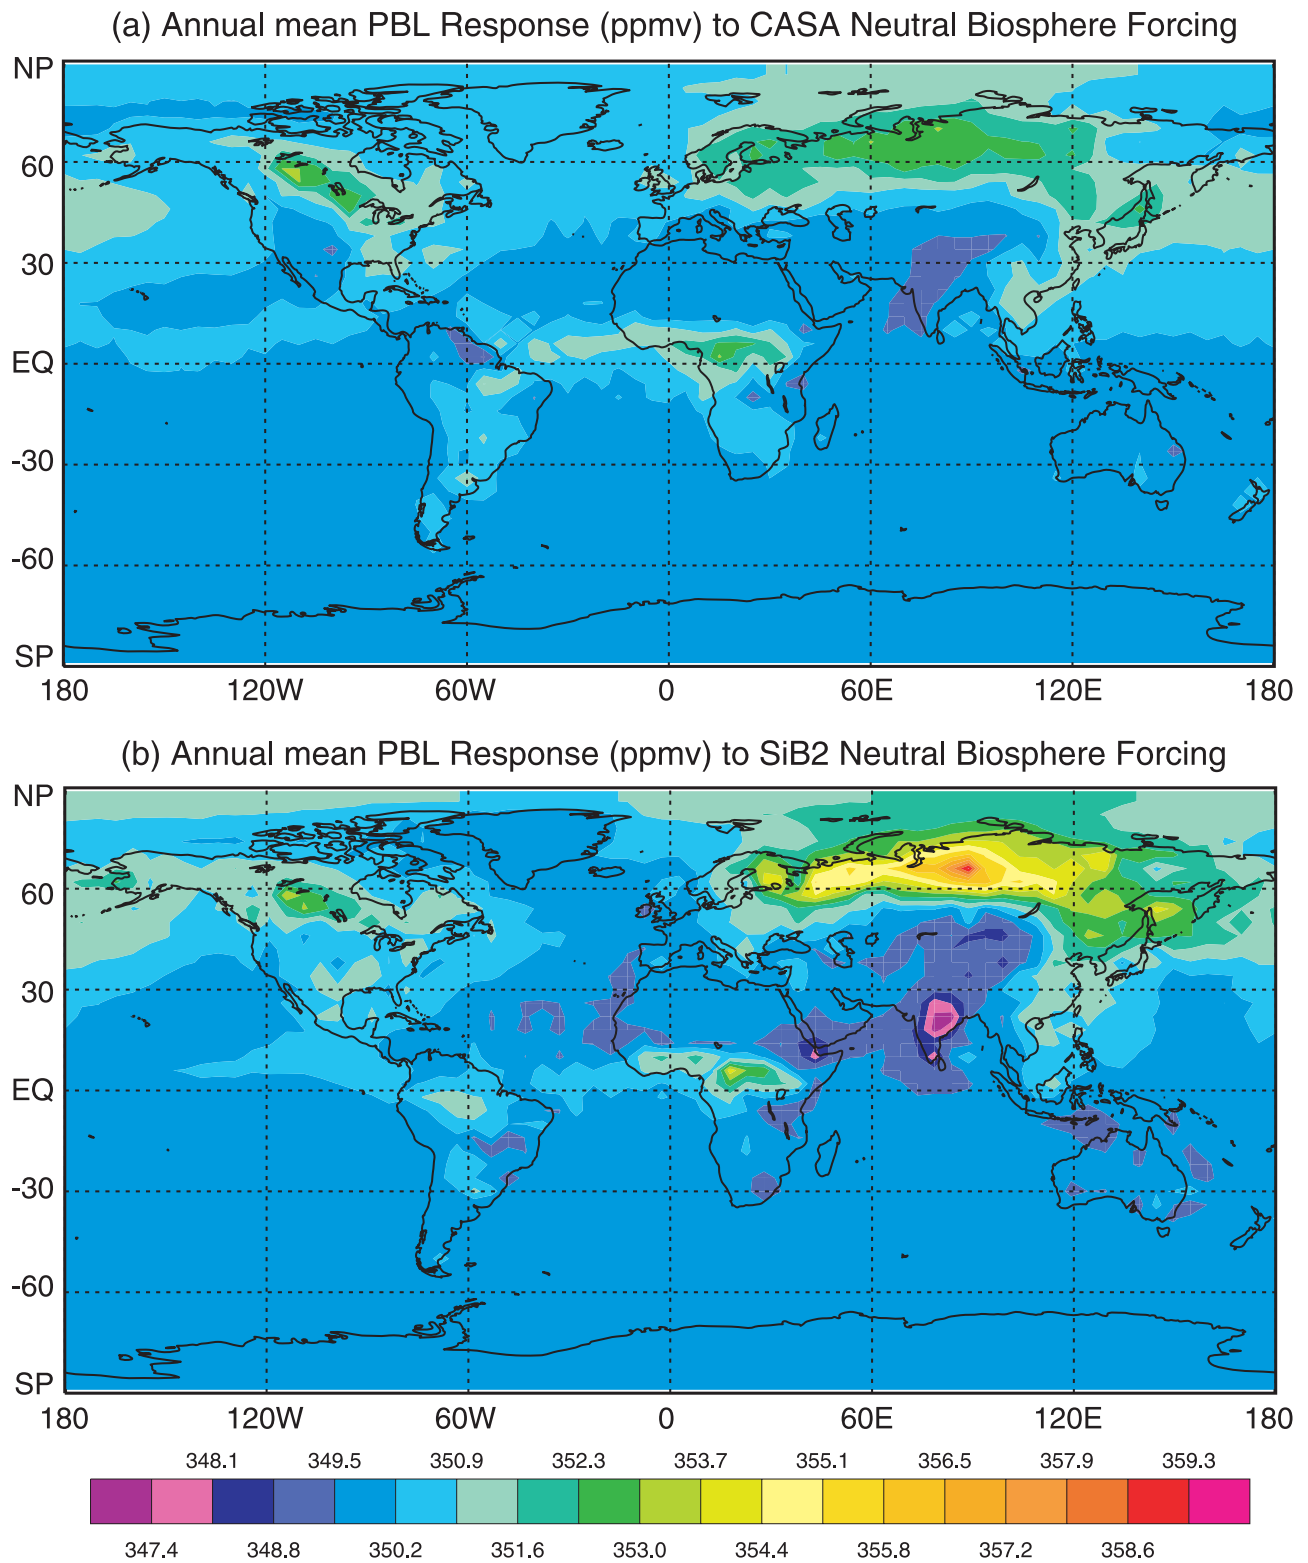 (a) Annual mean PBL Response (ppmv) to CASA Neutral Biosphere Forcing
NP
60
30
EQ
-30
-60
SP
180 120W 60W 0 60E 120E 180
(b) Annual mean PBL Response (ppmv) to SiB2 Neutral Biosphere Forcing
NP
60
30
EQ
-30
-60
SP
180 120W 60W 0 60E 120E 180
348.1 349.5 350.9 352.3 353.7 355.1 356.5 357.9 359.3
347.4 348.8 350.2 351.6 353.0 354.4 355.8 357.2 358.6